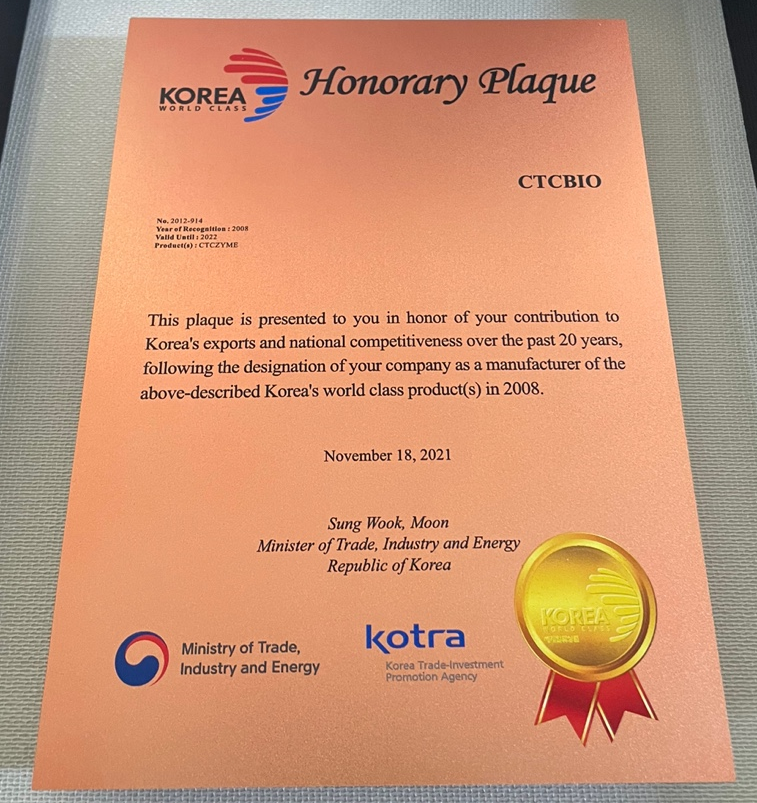 KOREA
WORLD CLASS
Honorary Plaque
CTCBIO
No. 2012-914
Year of Recognition : 2008
Valid Until : 2022
Product(s) : CTCZYME
This plaque is presented to you in honor of your contribution to
Korea's exports and national competitiveness over the past 20 years,
following the designation of your company as a manufacturer of the
above-described Korea's world class product(s) in 2008.
November 18, 2021
Sung Wook, Moon
Minister of Trade, Industry and Energy
Republic of Korea
Ministry of Trade,
Industry and Energy
kotra
Korea Trade-Investment
Promotion Agency
KOREA
WORLD CLASS